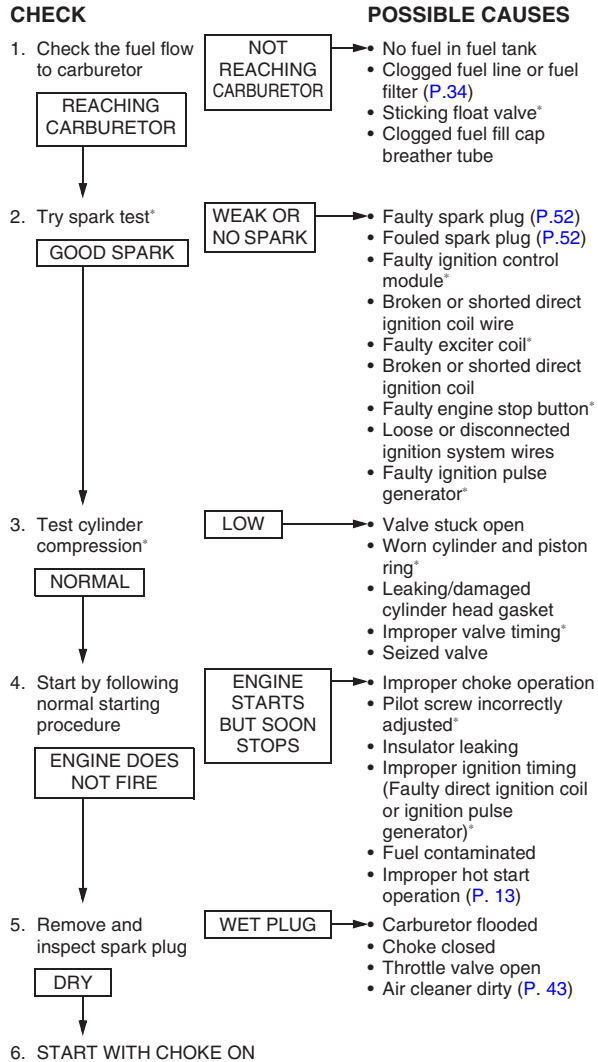 CHECK
POSSIBLE CAUSES
1. Check the fuel flow
to carburetor
REACHING
CARBURETOR
NOT
REACHING
CARBURETOR
• No fuel in fuel tank
• Clogged fuel line or fuel
filter (P.34)
• Sticking float valve*
• Clogged fuel fill cap
breather tube
2. Try spark test*
GOOD SPARK
WEAK OR
NO SPARK
• Faulty spark plug (P.52)
• Fouled spark plug (P.52)
• Faulty ignition control
module*
• Broken or shorted direct
ignition coil wire
• Faulty exciter coil*
• Broken or shorted direct
ignition coil
• Faulty engine stop button*
• Loose or disconnected
ignition system wires
• Faulty ignition pulse
generator*
3. Test cylinder
compression*
NORMAL
LOW
• Valve stuck open
• Worn cylinder and piston
ring*
• Leaking/damaged
cylinder head gasket
• Improper valve timing*
• Seized valve
4. Start by following
normal starting
procedure
ENGINE DOES
NOT FIRE
ENGINE
STARTS
BUT SOON
STOPS
• Improper choke operation
• Pilot screw incorrectly
adjusted*
• Insulator leaking
• Improper ignition timing
(Faulty direct ignition coil
or ignition pulse
generator)*
• Fuel contaminated
• Improper hot start
operation (P. 13)
5. Remove and
inspect spark plug
DRY
WET PLUG
• Carburetor flooded
• Choke closed
• Throttle valve open
• Air cleaner dirty (P. 43)
6. START WITH CHOKE ON